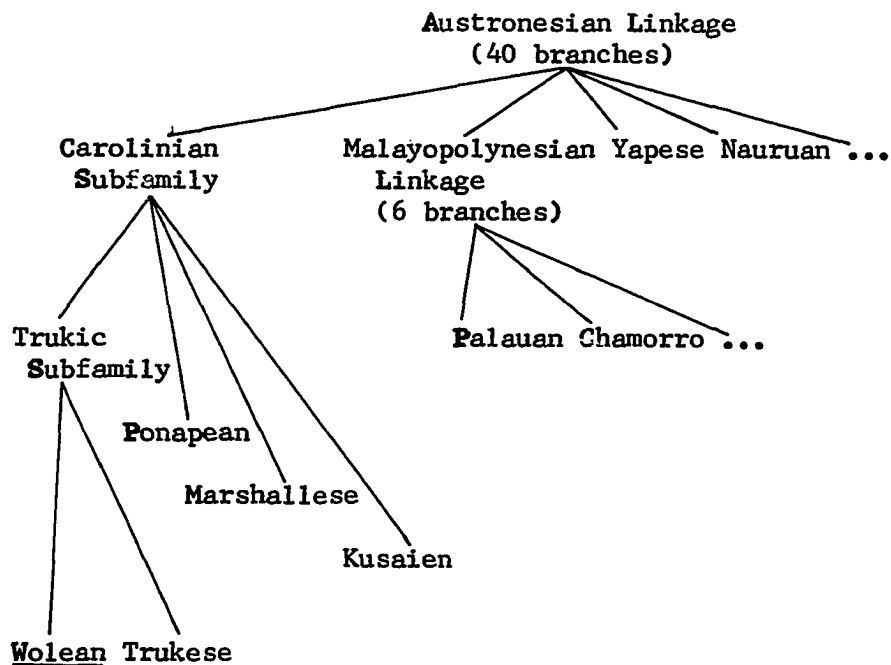 Austronesian Linkage
(40 branches)
Carolinian
Subfamily
Malayopolynesian
Linkage
(6 branches)
Yapese Nauruan ...
Trukic
Subfamily
Palauan Chamorro ...
Ponapean
Marshallese
Kusaien
Wolean Trukese